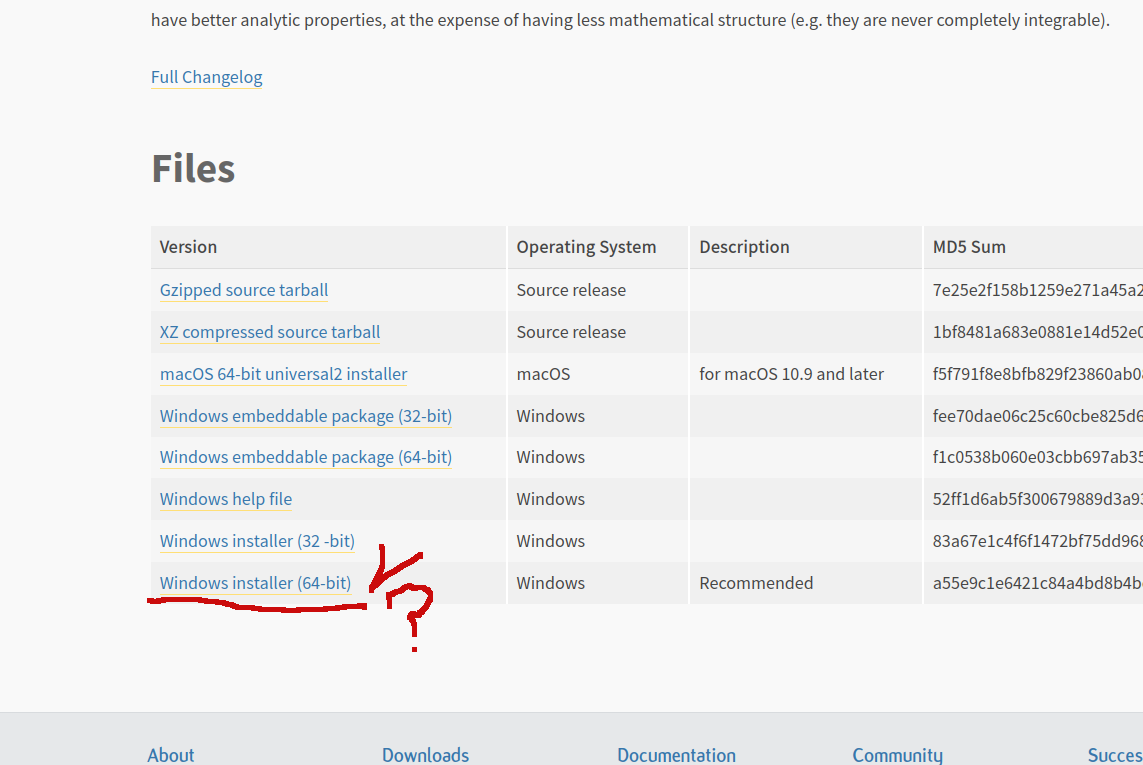 have better analytic properties, at the expense of having less mathematical structure (e.g. they are never completely integrable).
Full Changelog
Files
Version Operating System Description MD5 Sum
Gzipped source tarball Source release 7e25e2f158b1259e271a45a2
XZ compressed source tarball Source release 1bf8481a683e0881e14d52e0
macOS 64-bit universal2 installer macOS for macOS 10.9 and later f5f791f8e8bfb829f23860ab0
Windows embeddable package (32-bit) Windows fee70dae06c25c60cbe825d6
Windows embeddable package (64-bit) Windows f1c0538b060e03cbb697ab35
Windows help file Windows 52ff1d6ab5f300679889d3a93
Windows installer (32 -bit) Windows 83a67e1c4f6f1472bf75dd968
Windows installer (64-bit) Windows Recommended a55e9c1e6421c84a4bd8b4b
?
About Downloads Documentation Community Succes